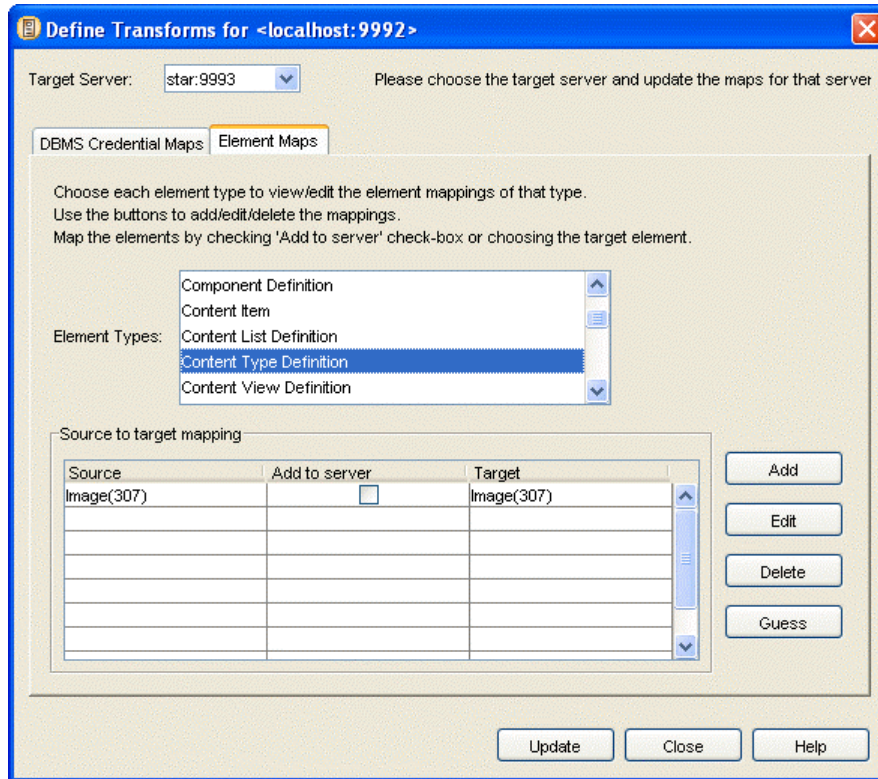 Define Transforms for <localhost:9992>
Target Server: star:9993 Please choose the target server and update the maps for that server
DBMS Credential Maps Element Maps
Choose each element type to view/edit the element mappings of that type.
Use the buttons to add/edit/delete the mappings.
Map the elements by checking 'Add to server' check-box or choosing the target element.
Element Types:
Component Definition
Content Item
Content List Definition
Content Type Definition
Content View Definition
Source to target mapping
Source Add to server Target
Image(307) Image(307)
Add
Edit
Delete
Guess
Update Close Help